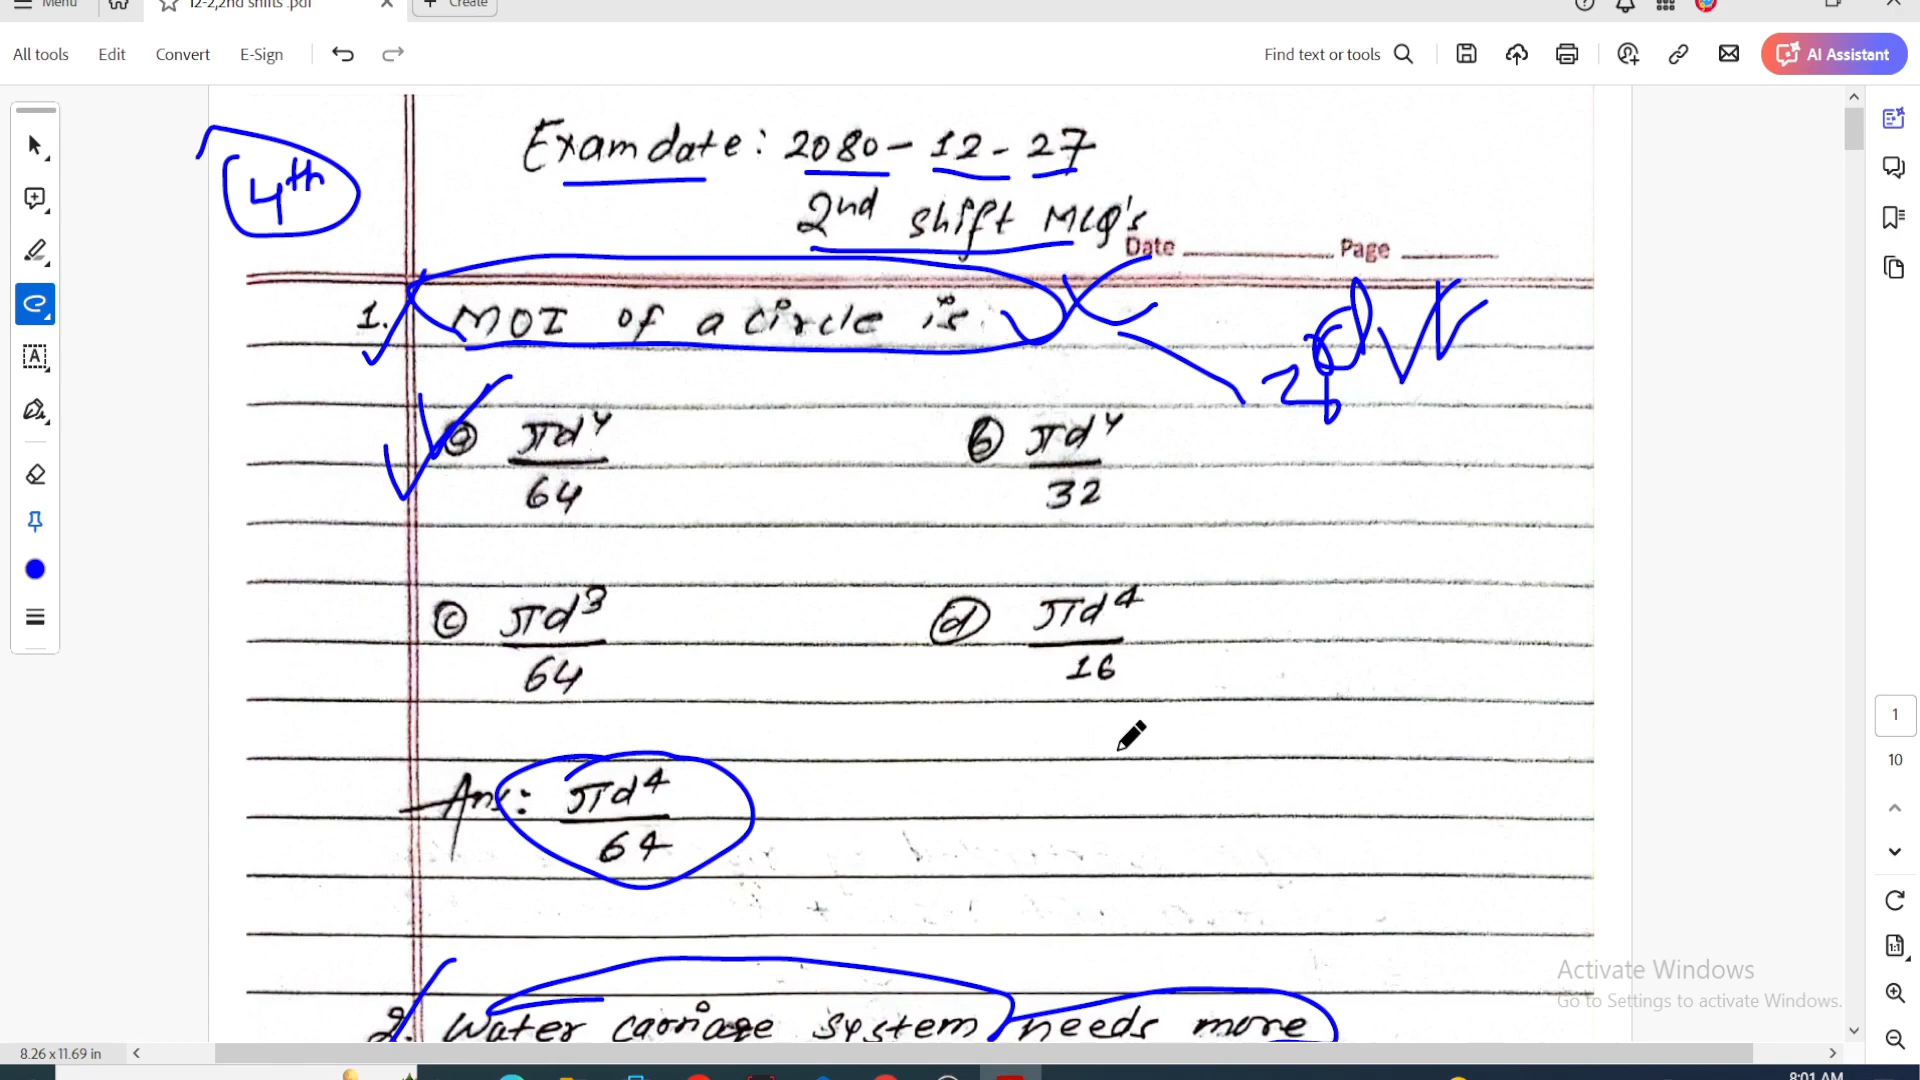 Menu
12-2,2nd shifts .pdf
Create
All tools Edit Convert E-Sign
Find text or tools
AI Assistant
4th
Exam date: 2080-12-27
2nd shift MCQ's
Date Page
1. MOI of a circle is
ⓐ πd⁴/64 ⓑ πd⁴/32
ⓒ πd³/64 ⓓ πd⁴/16
Ans: πd⁴/64
2. Water carriage system needs more
1
10
Activate Windows
Go to Settings to activate Windows.
8.26 x 11.69 in
8:01 AM